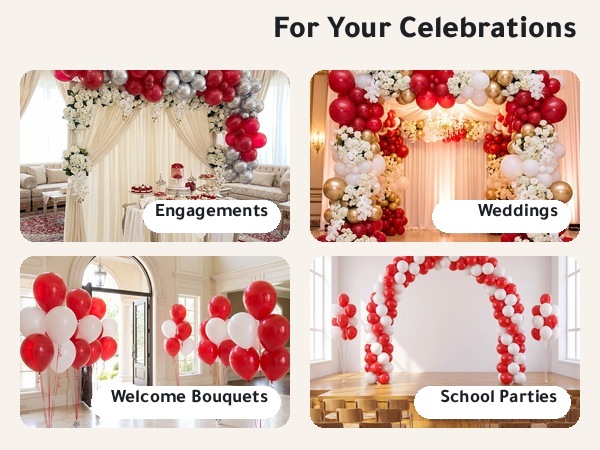 For Your Celebrations
Engagements
Weddings
Welcome Bouquets
School Parties